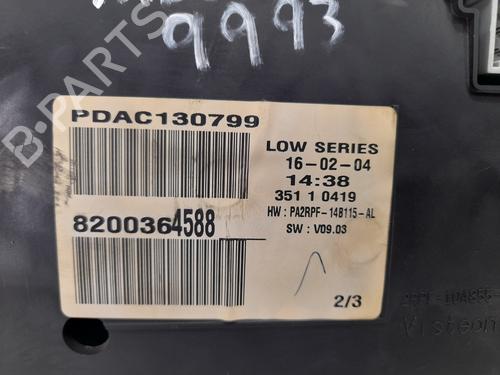 9993
PDAC130799
LOW SERIES
16-02-04
14:38
351 1 0419
HW : PA2RPF-14B115-AL
SW : V09.03
8200364588
2/3
Visteon
B-PARTS